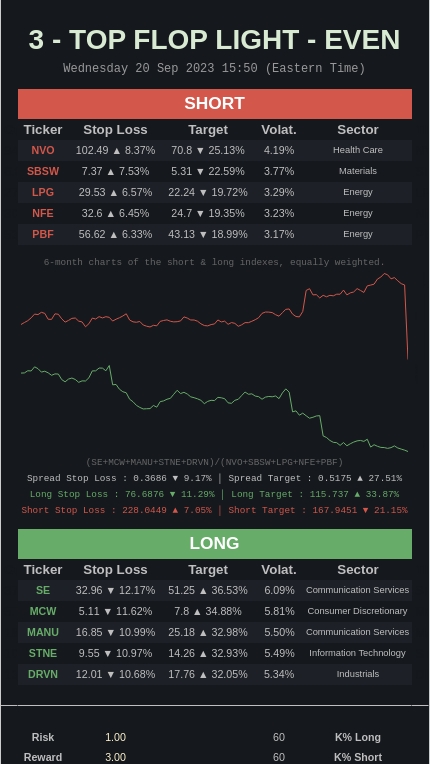 3 - TOP FLOP LIGHT - EVEN
Wednesday 20 Sep 2023 15:50 (Eastern Time)
SHORT
Ticker Stop Loss Target Volat. Sector
NVO 102.49 ▲ 8.37% 70.8 ▼ 25.13% 4.19% Health Care
SBSW 7.37 ▲ 7.53% 5.31 ▼ 22.59% 3.77% Materials
LPG 29.53 ▲ 6.57% 22.24 ▼ 19.72% 3.29% Energy
NFE 32.6 ▲ 6.45% 24.7 ▼ 19.35% 3.23% Energy
PBF 56.62 ▲ 6.33% 43.13 ▼ 18.99% 3.17% Energy
6-month charts of the short & long indexes, equally weighted.
(SE+MCW+MANU+STNE+DRVN)/(NVO+SBSW+LPG+NFE+PBF)
Spread Stop Loss : 0.3686 ▼ 9.17% | Spread Target : 0.5175 ▲ 27.51%
Long Stop Loss : 76.6876 ▼ 11.29% | Long Target : 115.737 ▲ 33.87%
Short Stop Loss : 228.0449 ▲ 7.05% | Short Target : 167.9451 ▼ 21.15%
LONG
Ticker Stop Loss Target Volat. Sector
SE 32.96 ▼ 12.17% 51.25 ▲ 36.53% 6.09% Communication Services
MCW 5.11 ▼ 11.62% 7.8 ▲ 34.88% 5.81% Consumer Discretionary
MANU 16.85 ▼ 10.99% 25.18 ▲ 32.98% 5.50% Communication Services
STNE 9.55 ▼ 10.97% 14.26 ▲ 32.93% 5.49% Information Technology
DRVN 12.01 ▼ 10.68% 17.76 ▲ 32.05% 5.34% Industrials
Risk 1.00 60 K% Long
Reward 3.00 60 K% Short